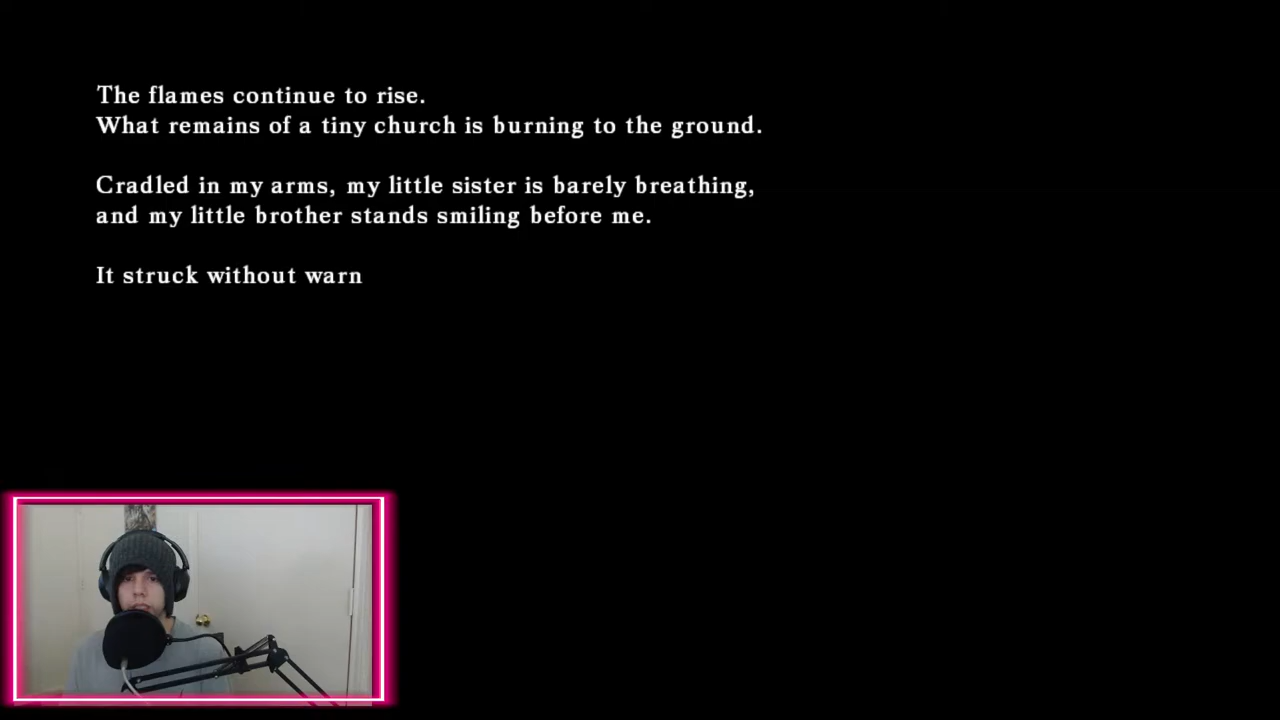 The flames continue to rise.
What remains of a tiny church is burning to the ground.
Cradled in my arms, my little sister is barely breathing,
and my little brother stands smiling before me.
It struck without warn